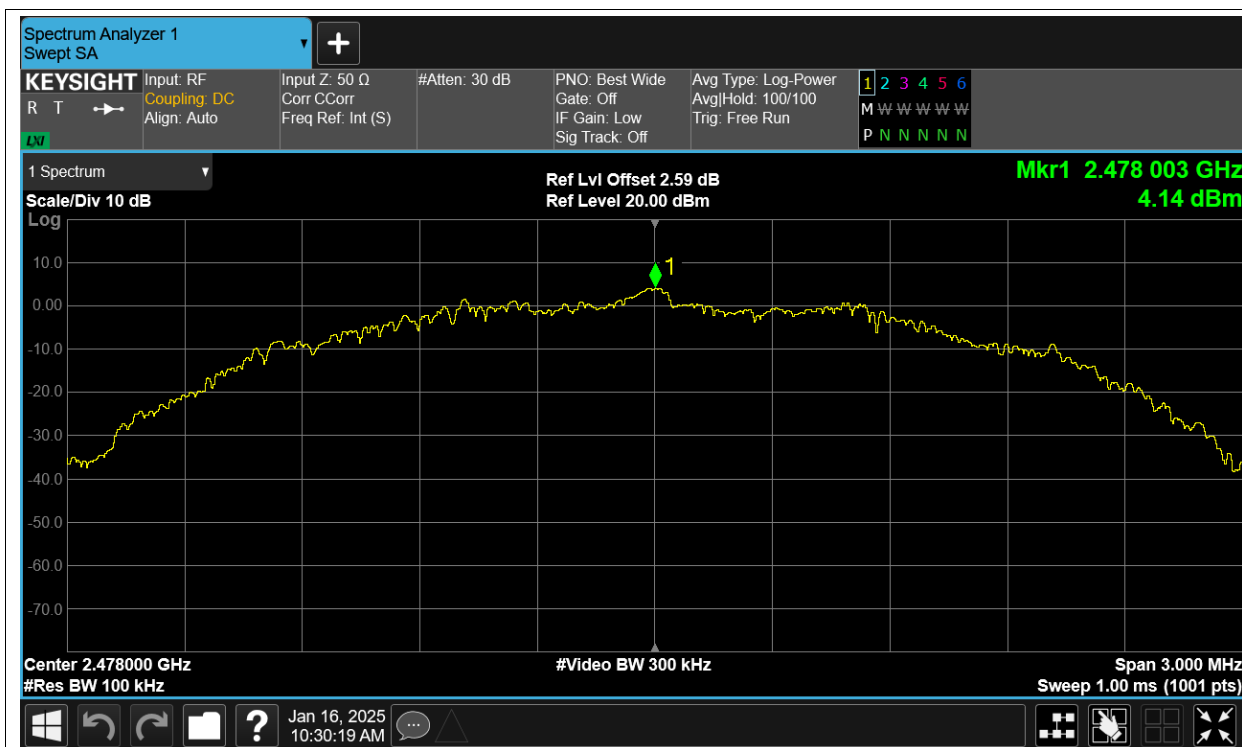 Spectrum Analyzer 1
Swept SA
KEYSIGHT
R T
LXI
Input: RF
Coupling: DC
Align: Auto
Input Z: 50 Ω
Corr CCorr
Freq Ref: Int (S)
#Atten: 30 dB
PNO: Best Wide
Gate: Off
IF Gain: Low
Sig Track: Off
Avg Type: Log-Power
Avg|Hold: 100/100
Trig: Free Run
1 2 3 4 5 6
M W W W W W
P N N N N N
1 Spectrum
Scale/Div 10 dB
Ref Lvl Offset 2.59 dB
Ref Level 20.00 dBm
Mkr1 2.478 003 GHz
4.14 dBm
Log
10.0
0.00
-10.0
-20.0
-30.0
-40.0
-50.0
-60.0
-70.0
1
Center 2.478000 GHz
#Res BW 100 kHz
#Video BW 300 kHz
Span 3.000 MHz
Sweep 1.00 ms (1001 pts)
?
Jan 16, 2025
10:30:19 AM